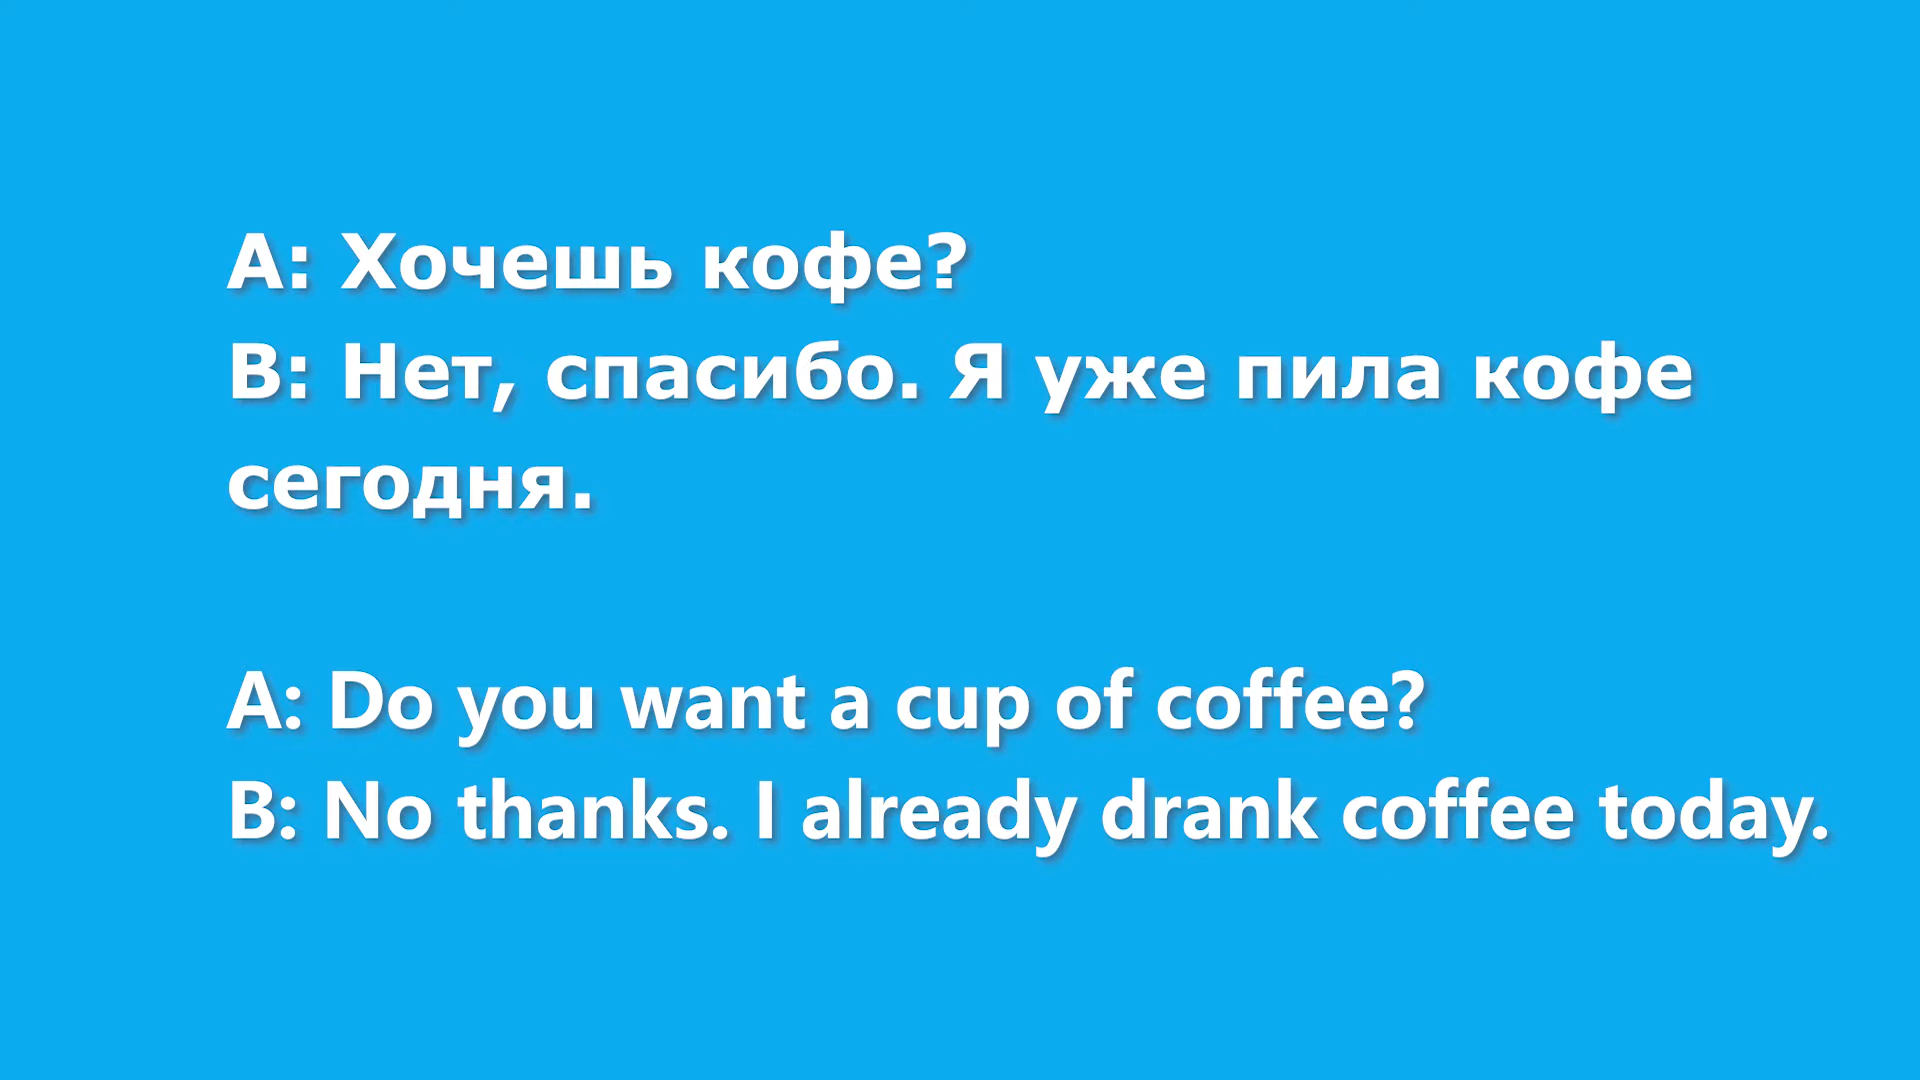 A: Хочешь кофе?
B: Нет, спасибо. Я уже пила кофе
сегодня.
A: Do you want a cup of coffee?
B: No thanks. I already drank coffee today.